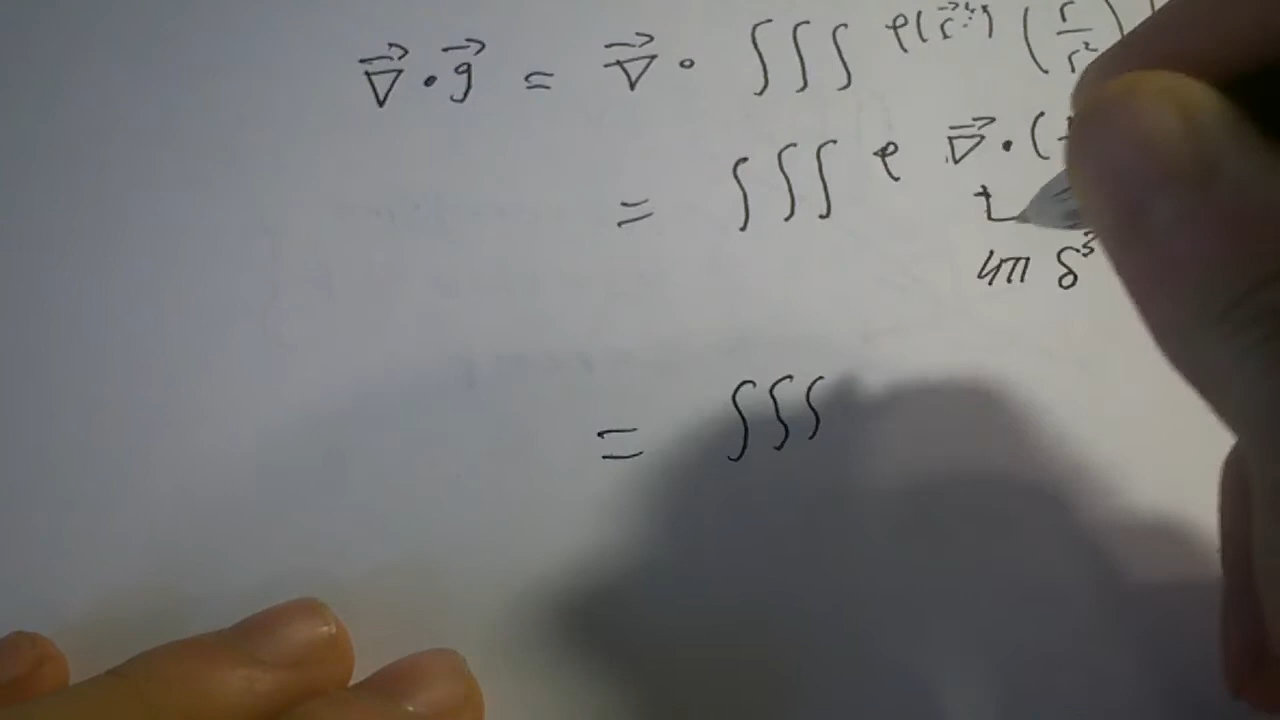 ∇⃗ • g⃗ = ∇⃗ • ∫∫∫ ρ(r⃗') (r/r²)
= ∫∫∫ ρ ∇⃗ • (
4π δ³
= ∫∫∫